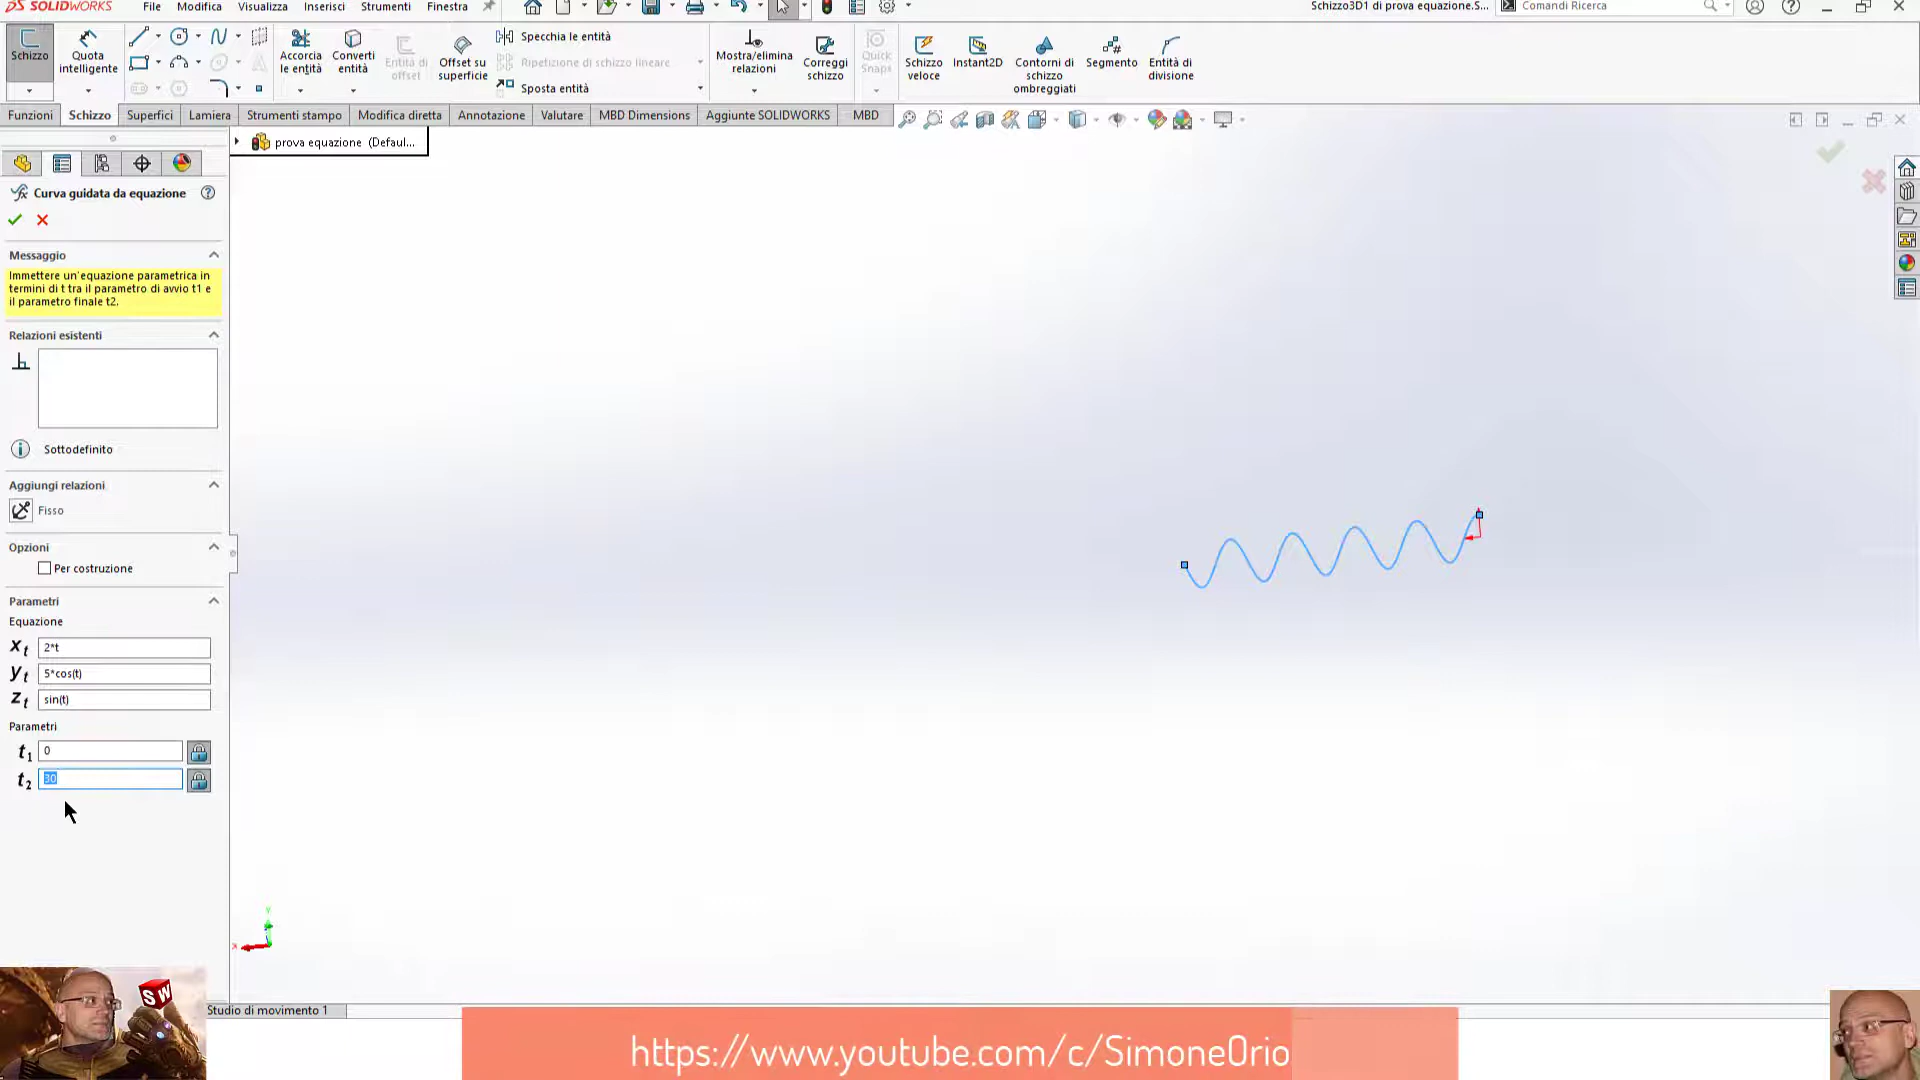 SOLIDWORKS File Modifica Visualizza Inserisci Strumenti Finestra Schizzo3D1 di prova equazione.S... Comandi Ricerca
Schizzo
Quota intelligente
Accorcia le entità
Converti entità
Entità di offset
Offset su superficie
Specchia le entità
Ripetizione di schizzo lineare
Sposta entità
Mostra/elimina relazioni
Correggi schizzo
Quick Snaps
Schizzo veloce
Instant2D
Contorni di schizzo ombreggiati
Segmento
Entità di divisione
Funzioni Schizzo Superfici Lamiera Strumenti stampo Modifica diretta Annotazione Valutare MBD Dimensions Aggiunte SOLIDWORKS MBD
prova equazione (Defaul...
Curva guidata da equazione
Messaggio
Immettere un'equazione parametrica in
termini di t tra il parametro di avvio t1 e
il parametro finale t2.
Relazioni esistenti
Sottodefinito
Aggiungi relazioni
Fisso
Opzioni
Per costruzione
Parametri
Equazione
Xt 2*t
yt 5*cos(t)
Zt sin(t)
Parametri
t1 0
t2 30
Y
X
SW
Studio di movimento 1
https://www.youtube.com/c/SimoneOrio